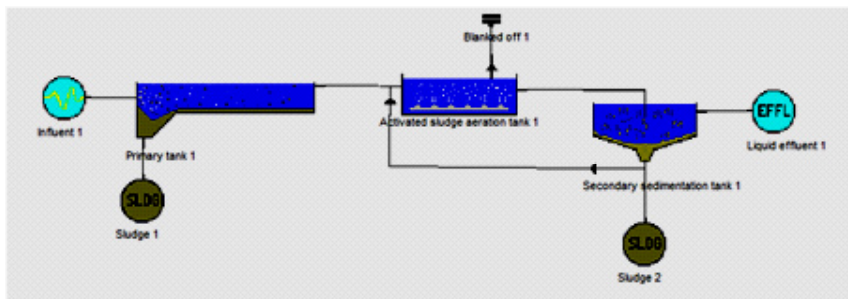 Blanked off 1
EFFL
Influent 1
Activated sludge aeration tank 1
Liquid effluent 1
Primary tank 1
Secondary sedimentation tank 1
SLDG
Sludge 1
SLDG
Sludge 2